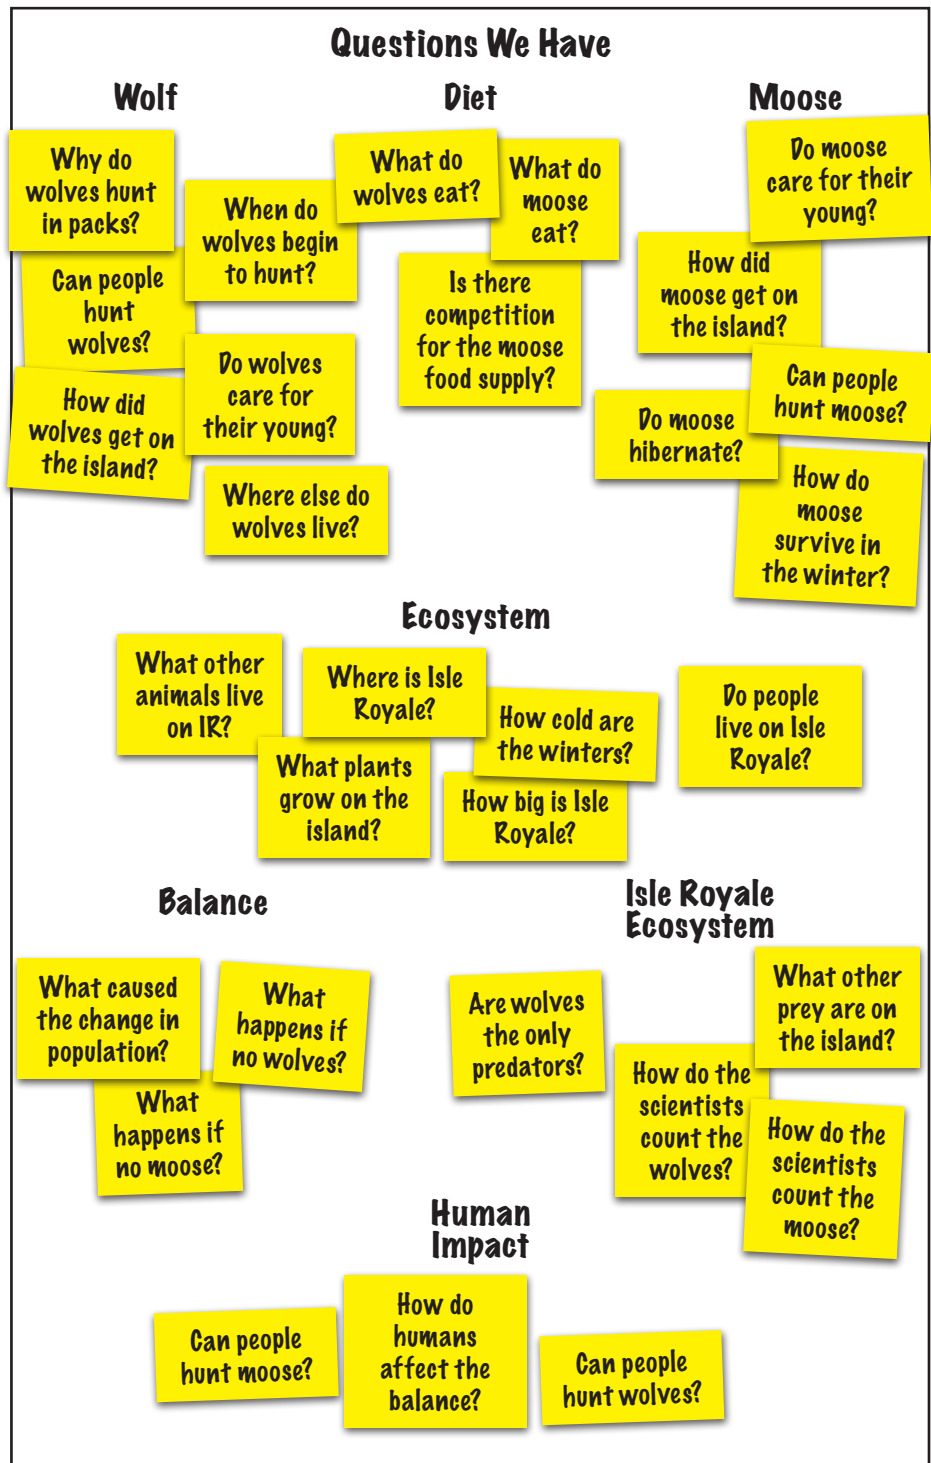 Questions We Have
Wolf
Why do
wolves hunt
in packs?
When do
wolves begin
to hunt?
Can people
hunt
wolves?
Do wolves
care for
their young?
How did
wolves get on
the island?
Where else do
wolves live?
Diet
What do
wolves eat?
What do
moose
eat?
Is there
competition
for the moose
food supply?
Moose
Do moose
care for their
young?
How did
moose get on
the island?
Can people
hunt moose?
Do moose
hibernate?
How do
moose
survive in
the winter?
Ecosystem
What other
animals live
on IR?
Where is Isle
Royale?
How cold are
the winters?
Do people
live on Isle
Royale?
What plants
grow on the
island?
How big is Isle
Royale?
Balance
What caused
the change in
population?
What
happens if
no wolves?
What
happens if
no moose?
Isle Royale
Ecosystem
Are wolves
the only
predators?
What other
prey are on
the island?
How do the
scientists
count the
wolves?
How do the
scientists
count the
moose?
Human
Impact
Can people
hunt moose?
How do
humans
affect the
balance?
Can people
hunt wolves?